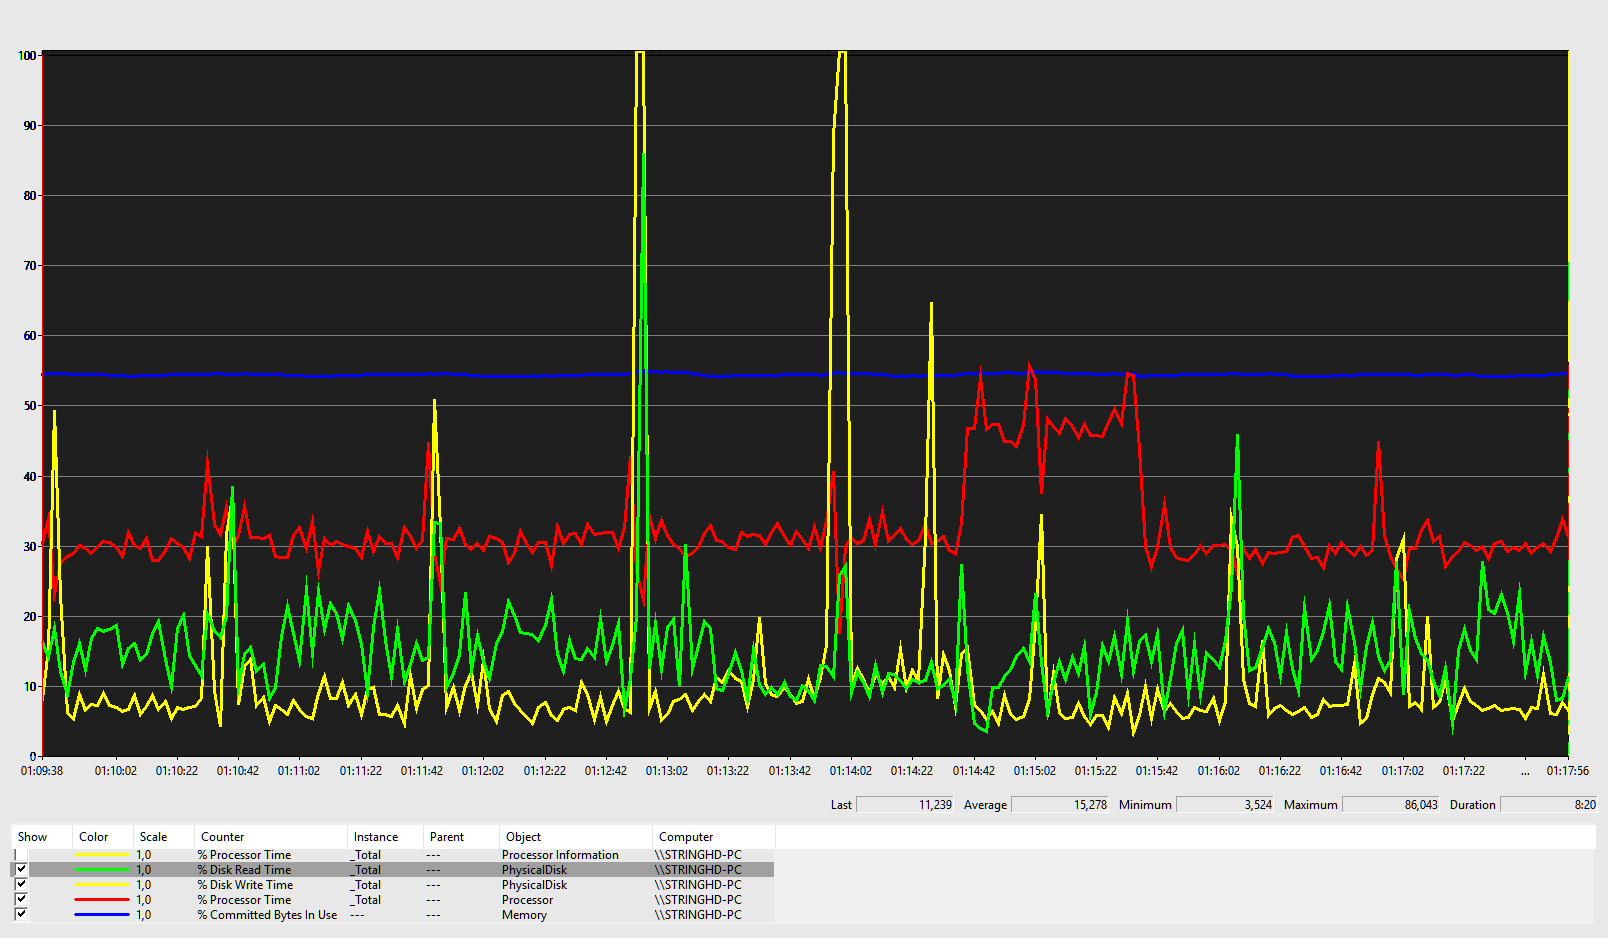 100
90
80
70
60
50
40
30
20
10
0
01:09:38 01:10:02 01:10:22 01:10:42 01:11:02 01:11:22 01:11:42 01:12:02 01:12:22 01:12:42 01:13:02 01:13:22 01:13:42 01:14:02 01:14:22 01:14:42 01:15:02 01:15:22 01:15:42 01:16:02 01:16:22 01:16:42 01:17:02 01:17:22 ... 01:17:56
Last 11,239 Average 15,278 Minimum 3,524 Maximum 86,043 Duration 8:20
Show Color Scale Counter Instance Parent Object Computer
1,0 % Processor Time _Total --- Processor Information \\STRINGHD-PC
1,0 % Disk Read Time _Total --- PhysicalDisk \\STRINGHD-PC
1,0 % Disk Write Time _Total --- PhysicalDisk \\STRINGHD-PC
1,0 % Processor Time _Total --- Processor \\STRINGHD-PC
1,0 % Committed Bytes In Use --- --- Memory \\STRINGHD-PC